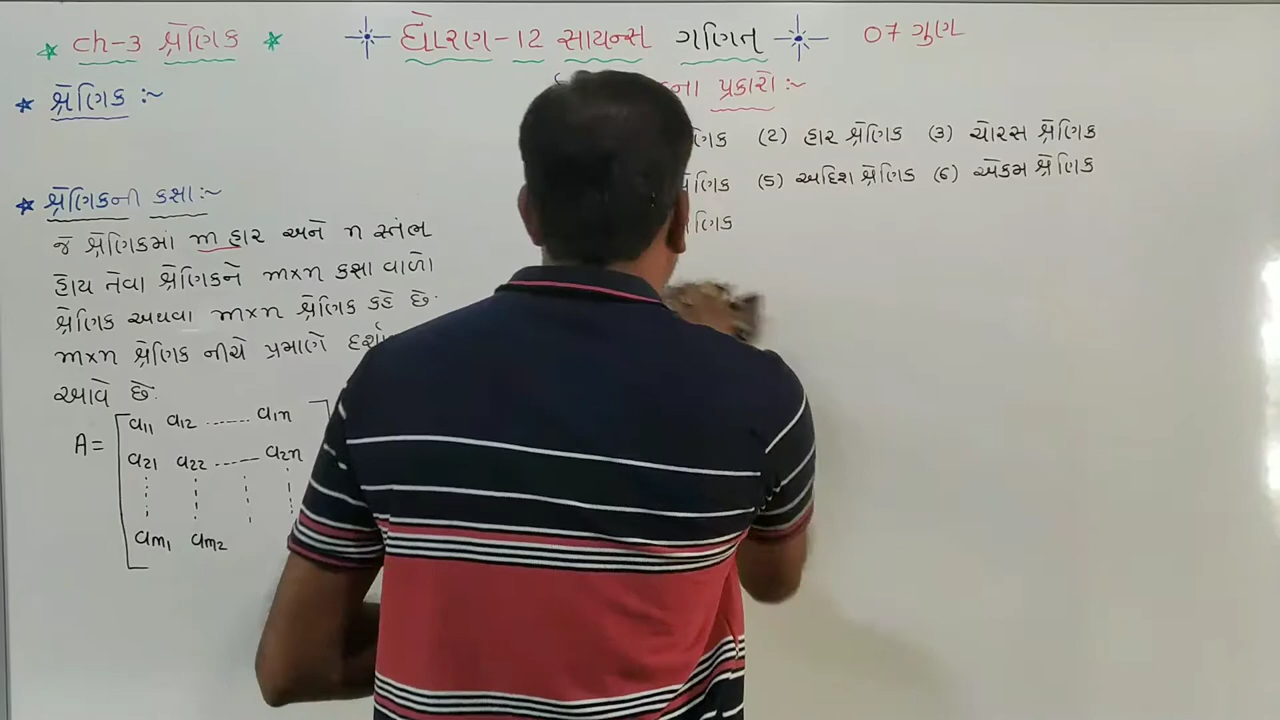 ch-3 શ્રેણિક
ધોરણ-12 સાયન્સ ગણિત
07 ગુણ
શ્રેણિક :~
પ્રકારો :~
(2) હાર શ્રેણિક (3) ચોરસ શ્રેણિક
(5) અદિશ શ્રેણિક (6) એકમ શ્રેણિક
શ્રેણિકની કક્ષા :~
જે શ્રેણિકમાં m હાર અને n સ્તંભ
હોય તેવા શ્રેણિકને m×n કક્ષા વાળો
શ્રેણિક અથવા m×n શ્રેણિક કહે છે.
m×n શ્રેણિક નીચે પ્રમાણે
આવે છે.
A = [ a11 a12 ...... a1n ]
a21 a22 ...... a2n
am1 am2